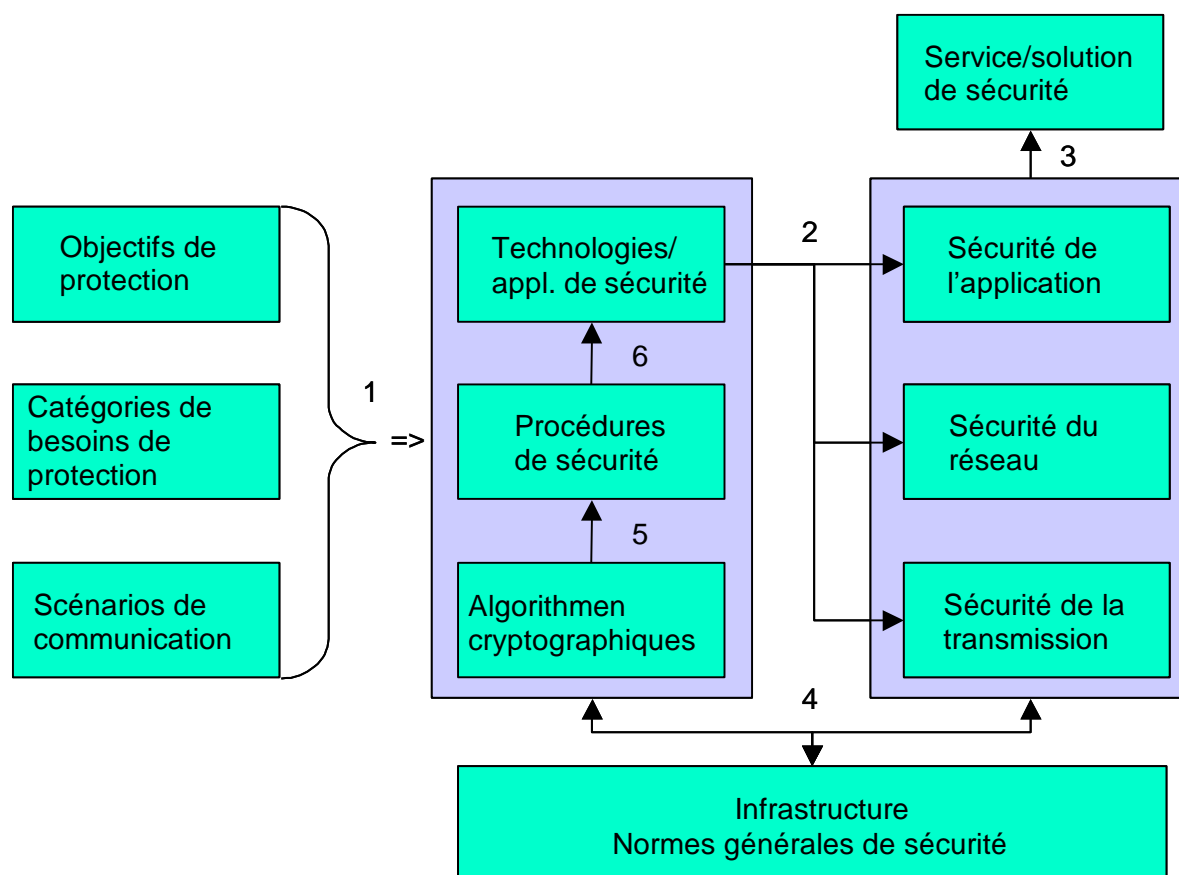 Service/solution
de sécurité
3
Objectifs de
protection
Technologies/
appl. de sécurité
2
Sécurité de
l’application
6
1
=>
Catégories de
besoins de
protection
Procédures
de sécurité
Sécurité du
réseau
5
Scénarios de
communication
Algorithmen
cryptographiques
Sécurité de la
transmission
4
Infrastructure
Normes générales de sécurité